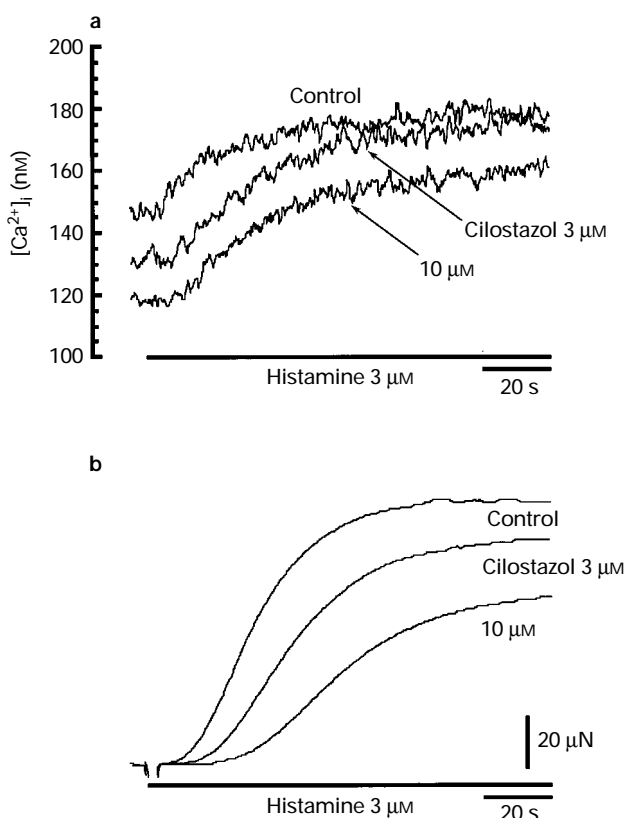 a
200
180
160
140
120
100
[Ca²⁺]i (nM)
Control
Cilostazol 3 µM
10 µM
Histamine 3 µM
20 s
b
Control
Cilostazol 3 µM
10 µM
20 µN
Histamine 3 µM
20 s